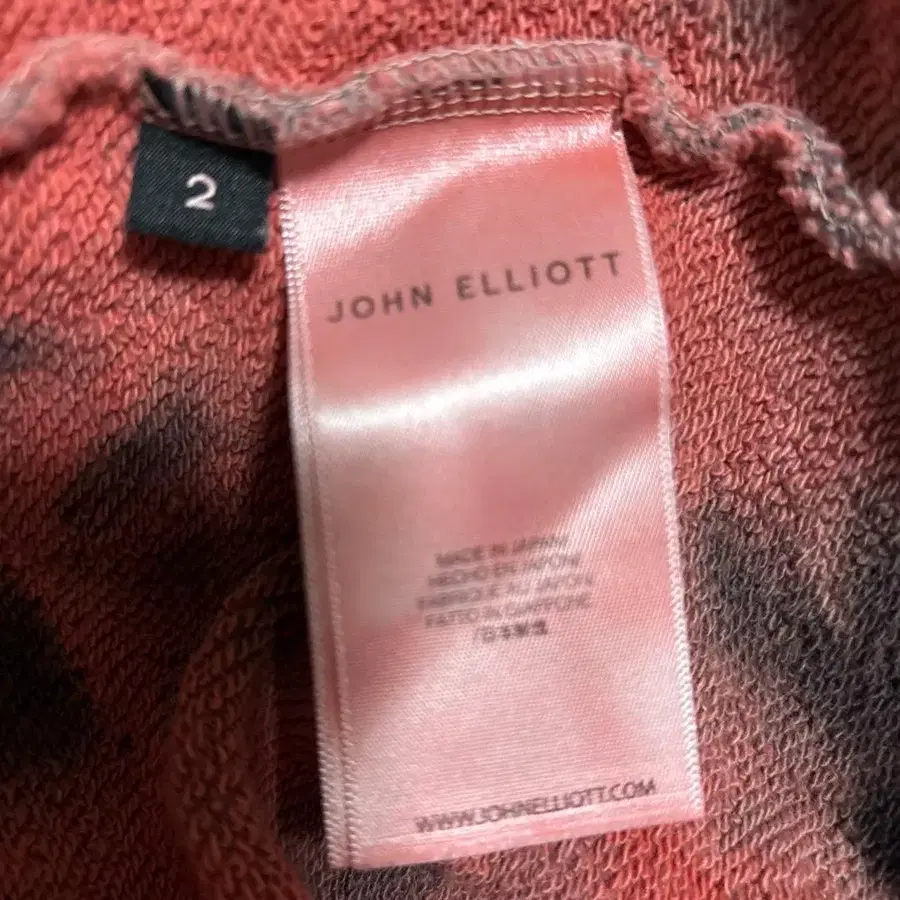 2
JOHN ELLIOTT
MADE IN JAPAN
HECHO EN JAPON
FABRIQUE AU JAPON
FATTO IN GIAPPONE
日本製造
WWW.JOHNELLIOTT.COM